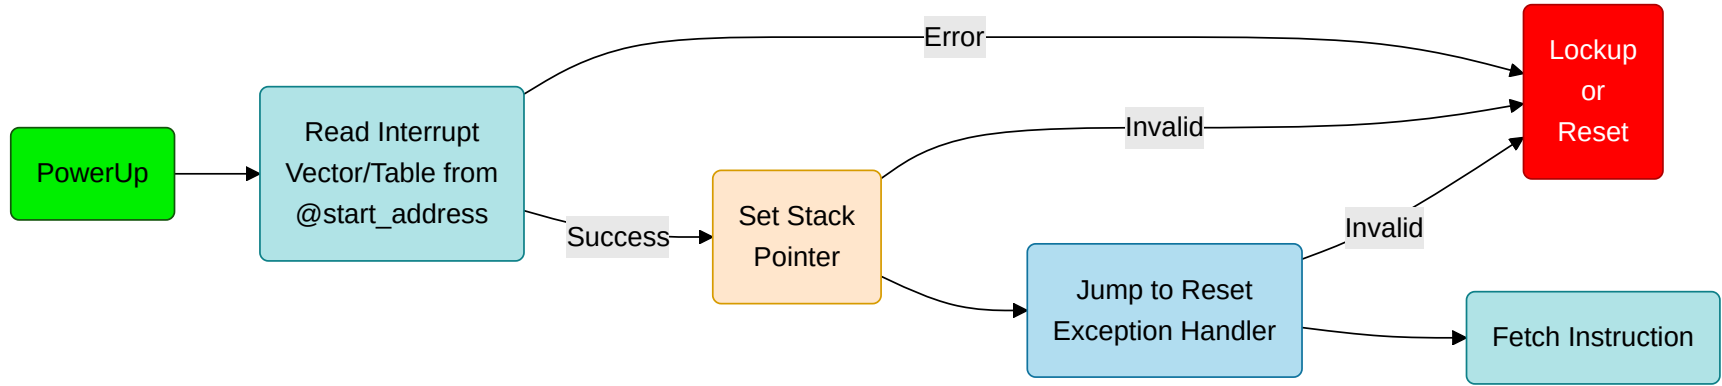 PowerUp
Read Interrupt
Vector/Table from
@start_address
Error
Success
Set Stack
Pointer
Invalid
Jump to Reset
Exception Handler
Invalid
Lockup
or
Reset
Fetch Instruction